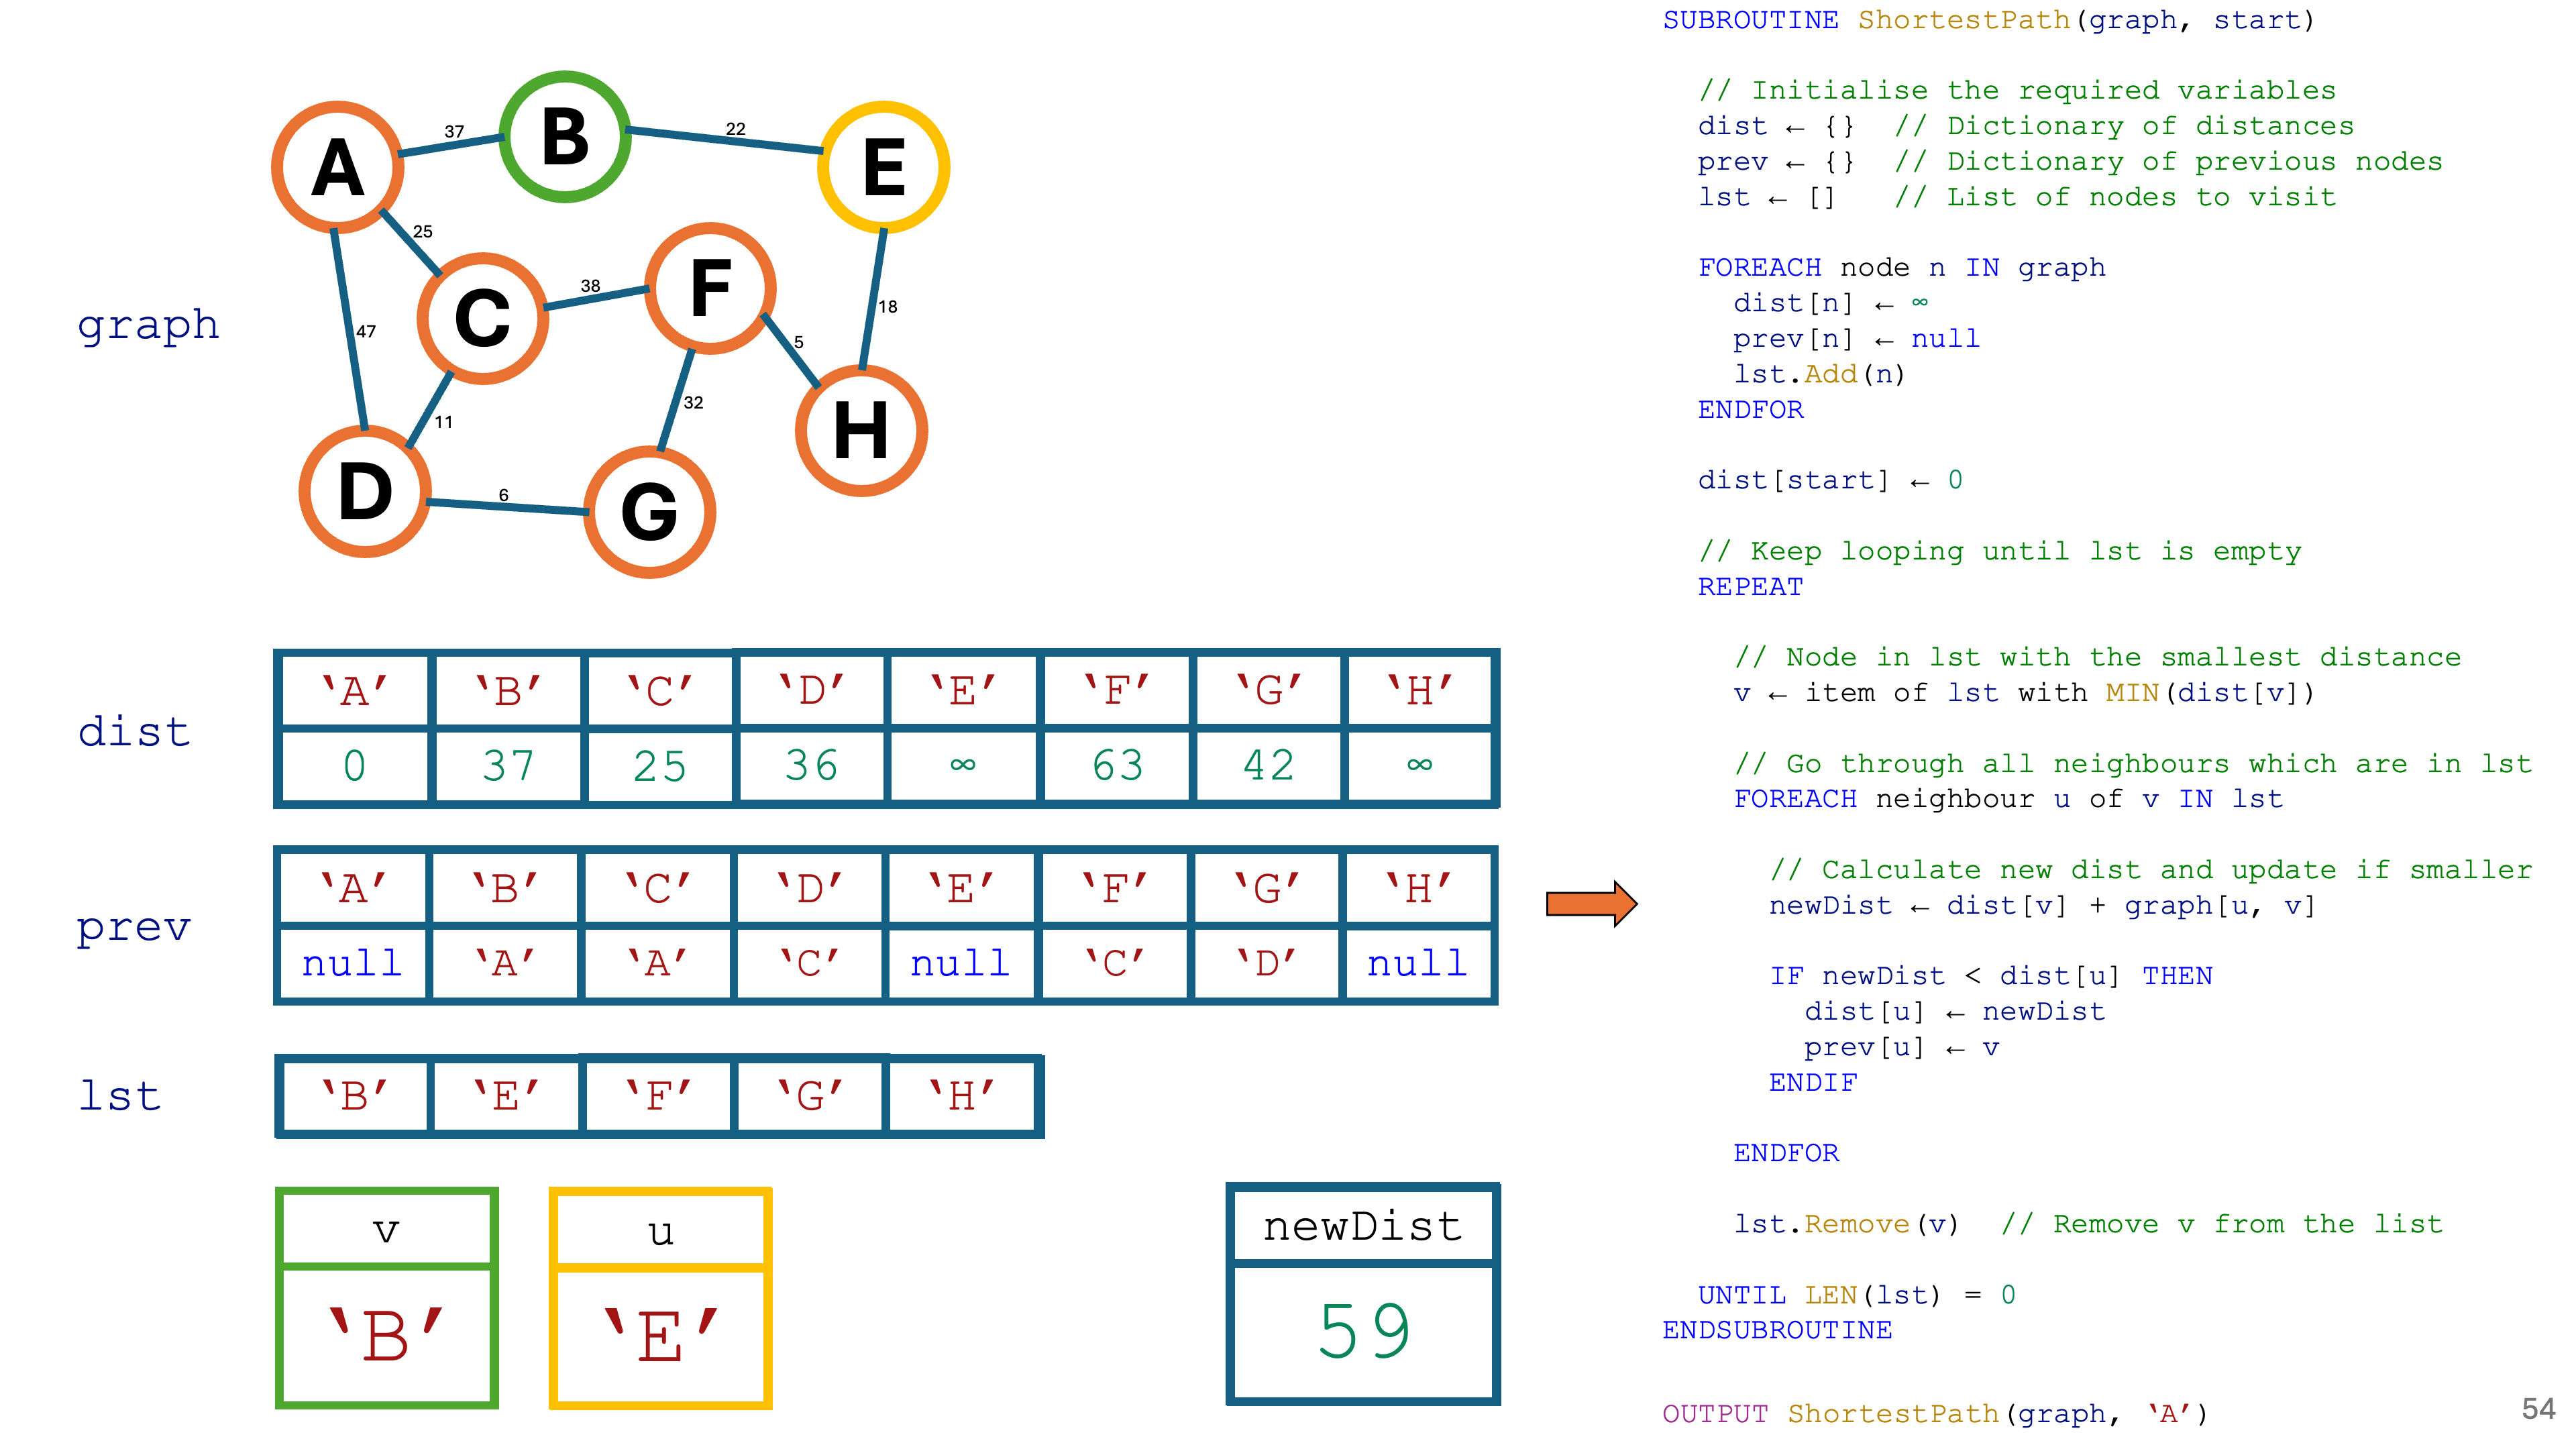 graph
A
B
E
C
F
H
D
G
37
22
25
38
18
47
5
32
11
6
dist
‘A’ ‘B’ ‘C’ ‘D’ ‘E’ ‘F’ ‘G’ ‘H’
0 37 25 36 ∞ 63 42 ∞
prev
‘A’ ‘B’ ‘C’ ‘D’ ‘E’ ‘F’ ‘G’ ‘H’
null ‘A’ ‘A’ ‘C’ null ‘C’ ‘D’ null
lst
‘B’ ‘E’ ‘F’ ‘G’ ‘H’
v
‘B’
u
‘E’
newDist
59
SUBROUTINE ShortestPath(graph, start)
// Initialise the required variables
dist ← {} // Dictionary of distances
prev ← {} // Dictionary of previous nodes
lst ← [] // List of nodes to visit
FOREACH node n IN graph
dist[n] ← ∞
prev[n] ← null
lst.Add(n)
ENDFOR
dist[start] ← 0
// Keep looping until lst is empty
REPEAT
// Node in lst with the smallest distance
v ← item of lst with MIN(dist[v])
// Go through all neighbours which are in lst
FOREACH neighbour u of v IN lst
// Calculate new dist and update if smaller
newDist ← dist[v] + graph[u, v]
IF newDist < dist[u] THEN
dist[u] ← newDist
prev[u] ← v
ENDIF
ENDFOR
lst.Remove(v) // Remove v from the list
UNTIL LEN(lst) = 0
ENDSUBROUTINE
OUTPUT ShortestPath(graph, ‘A’)
54